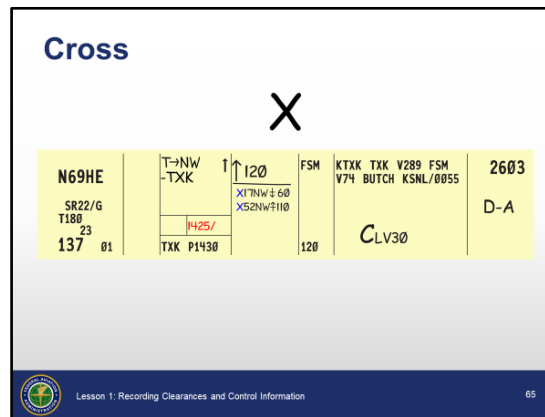 Cross
X
N69HE
SR22/G
T180
23
137 01
T→NW ↑
-TXK
1425/
TXK P1430
↑120
X17NW↓60
X52NW↑110
FSM
120
KTXK TXK V289 FSM
V74 BUTCH KSNL/0055
CLV30
2603
D-A
Lesson 1: Recording Clearances and Control Information
65